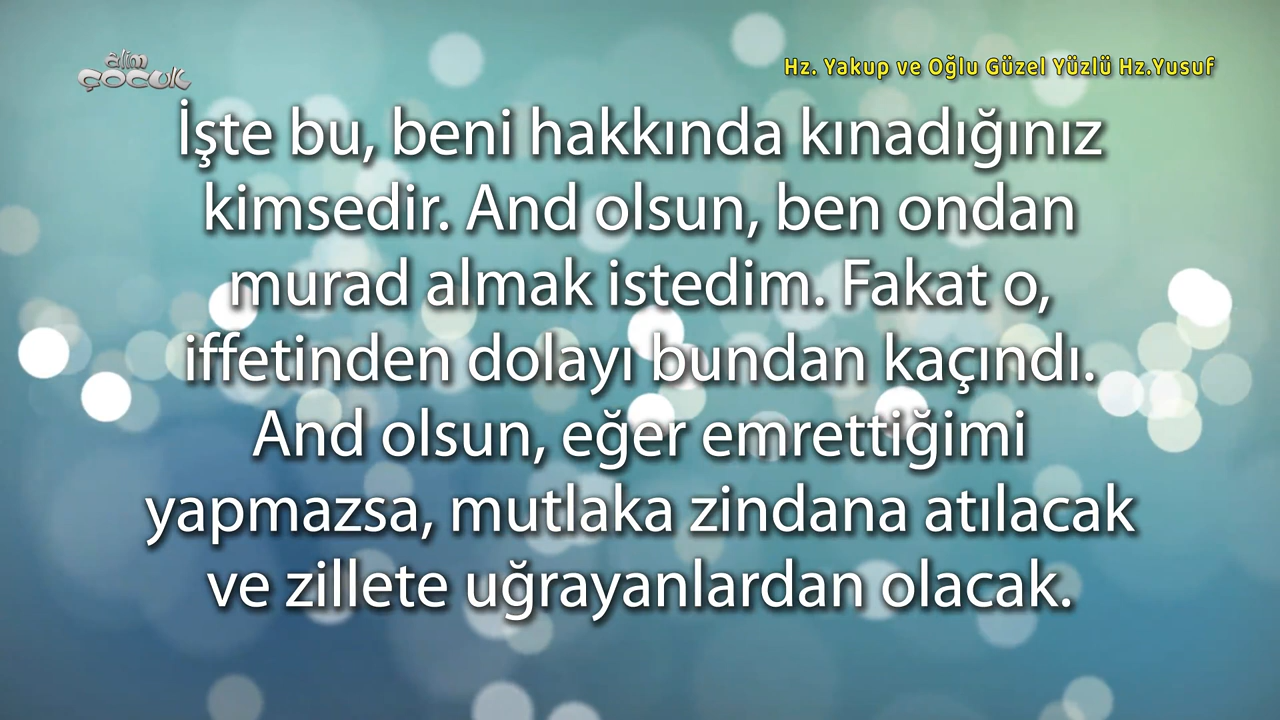 alim
ÇOCUK
Hz. Yakup ve Oğlu Güzel Yüzlü Hz.Yusuf
İşte bu, beni hakkında kınadığınız
kimsedir. And olsun, ben ondan
murad almak istedim. Fakat o,
iffetinden dolayı bundan kaçındı.
And olsun, eğer emrettiğimi
yapmazsa, mutlaka zindana atılacak
ve zillete uğrayanlardan olacak.